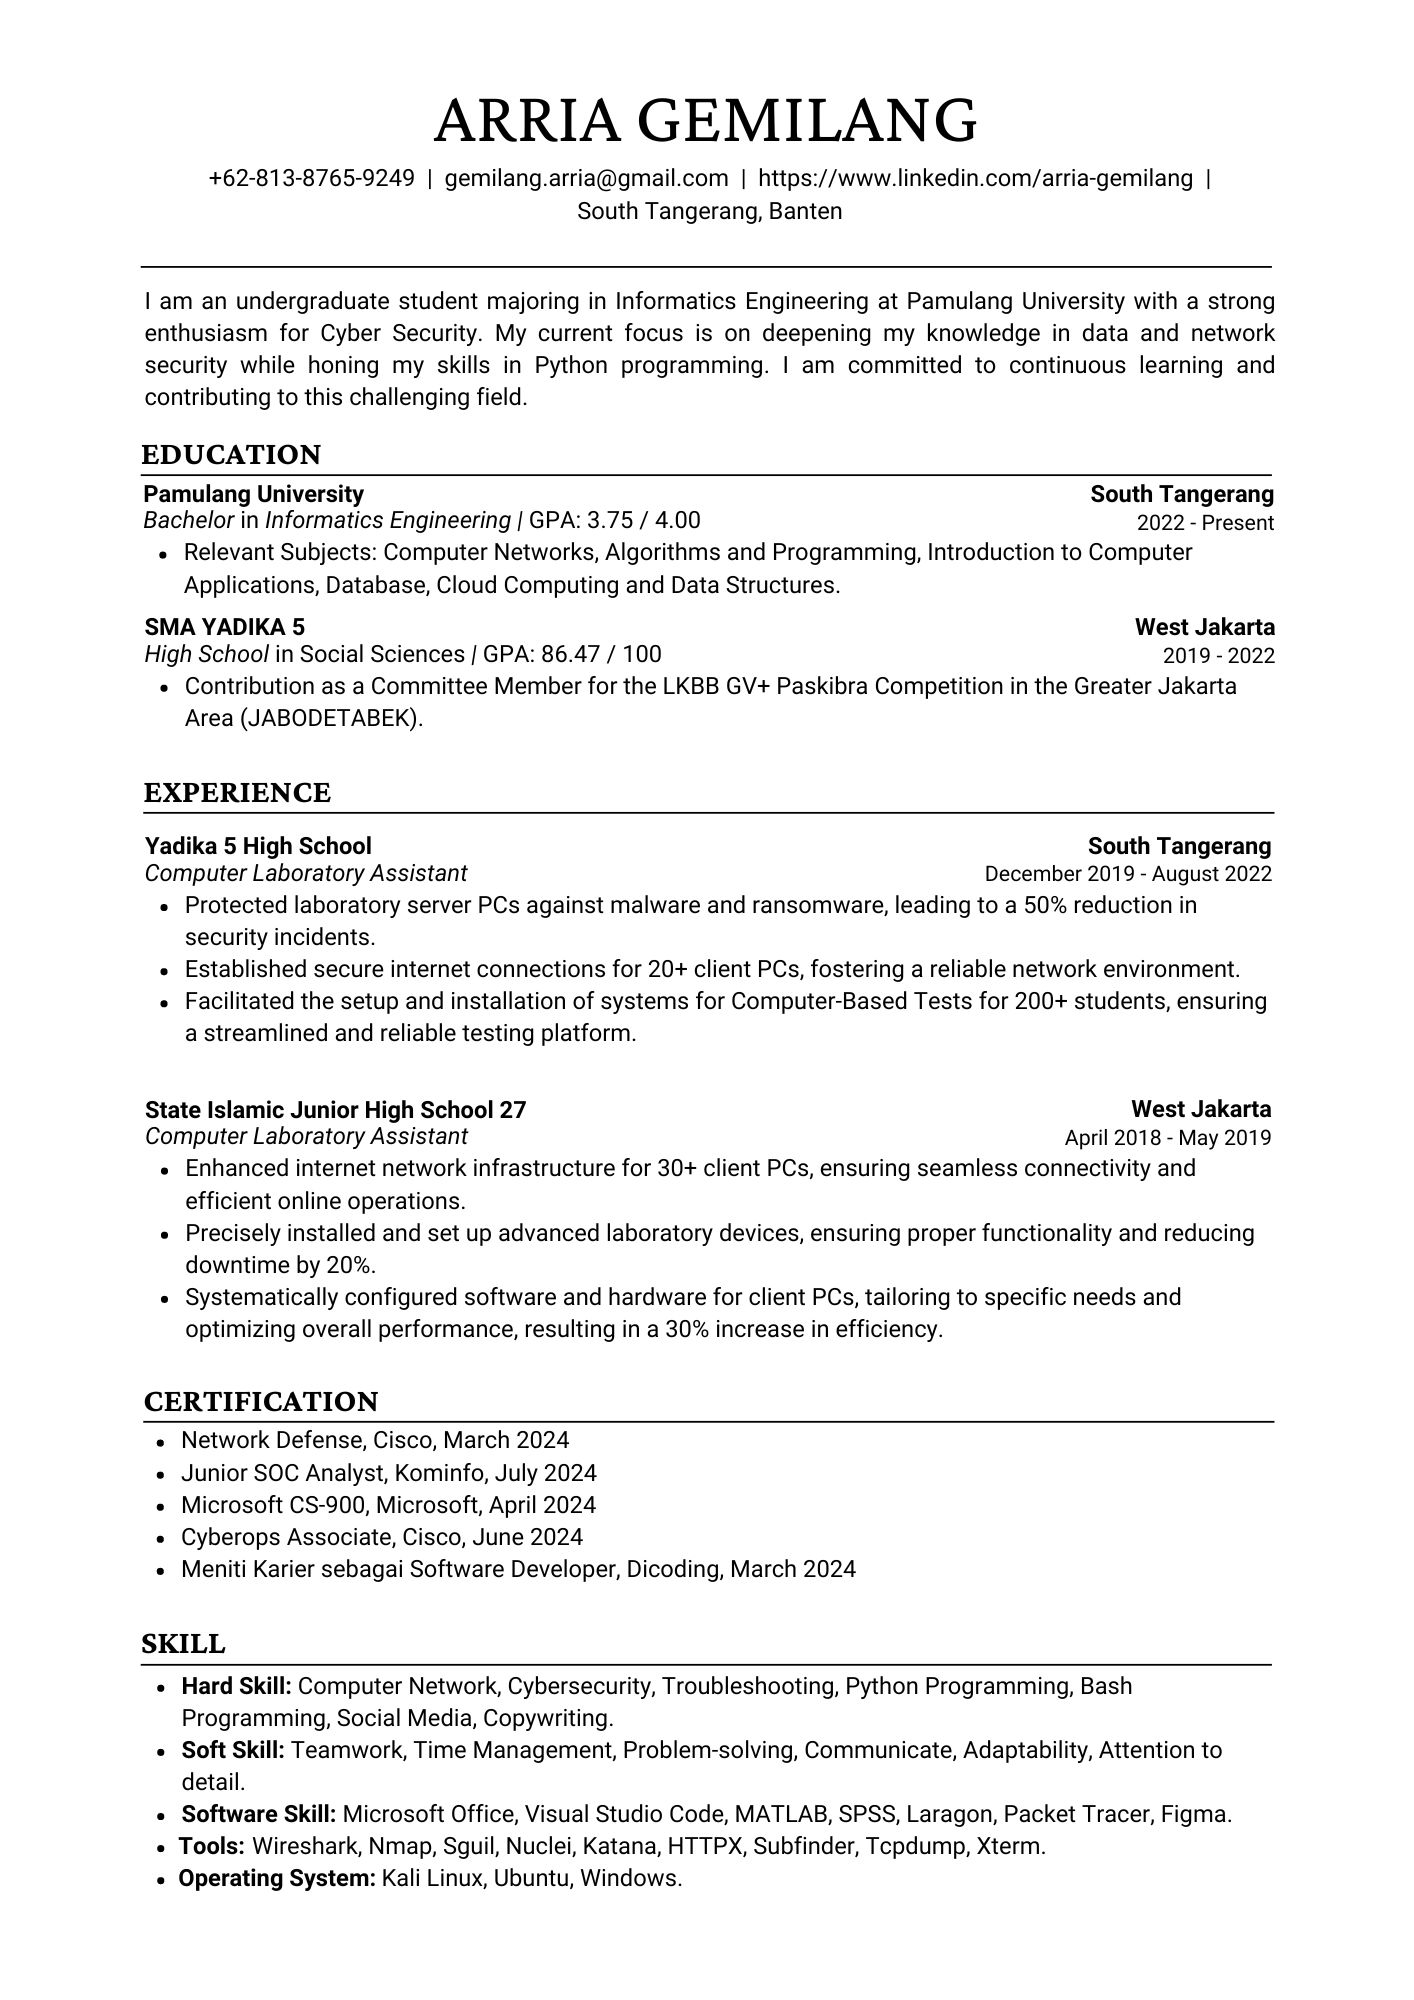 ARRIA GEMILANG
+62-813-8765-9249 | gemilang.arria@gmail.com | https://www.linkedin.com/arria-gemilang |
South Tangerang, Banten
I am an undergraduate student majoring in Informatics Engineering at Pamulang University with a strong
enthusiasm for Cyber Security. My current focus is on deepening my knowledge in data and network
security while honing my skills in Python programming. I am committed to continuous learning and
contributing to this challenging field.
EDUCATION
Pamulang University South Tangerang
Bachelor in Informatics Engineering | GPA: 3.75 / 4.00 2022 - Present
• Relevant Subjects: Computer Networks, Algorithms and Programming, Introduction to Computer
Applications, Database, Cloud Computing and Data Structures.
SMA YADIKA 5 West Jakarta
High School in Social Sciences | GPA: 86.47 / 100 2019 - 2022
• Contribution as a Committee Member for the LKBB GV+ Paskibra Competition in the Greater Jakarta
Area (JABODETABEK).
EXPERIENCE
Yadika 5 High School South Tangerang
Computer Laboratory Assistant December 2019 - August 2022
• Protected laboratory server PCs against malware and ransomware, leading to a 50% reduction in
security incidents.
• Established secure internet connections for 20+ client PCs, fostering a reliable network environment.
• Facilitated the setup and installation of systems for Computer-Based Tests for 200+ students, ensuring
a streamlined and reliable testing platform.
State Islamic Junior High School 27 West Jakarta
Computer Laboratory Assistant April 2018 - May 2019
• Enhanced internet network infrastructure for 30+ client PCs, ensuring seamless connectivity and
efficient online operations.
• Precisely installed and set up advanced laboratory devices, ensuring proper functionality and reducing
downtime by 20%.
• Systematically configured software and hardware for client PCs, tailoring to specific needs and
optimizing overall performance, resulting in a 30% increase in efficiency.
CERTIFICATION
• Network Defense, Cisco, March 2024
• Junior SOC Analyst, Kominfo, July 2024
• Microsoft CS-900, Microsoft, April 2024
• Cyberops Associate, Cisco, June 2024
• Meniti Karier sebagai Software Developer, Dicoding, March 2024
SKILL
• Hard Skill: Computer Network, Cybersecurity, Troubleshooting, Python Programming, Bash
Programming, Social Media, Copywriting.
• Soft Skill: Teamwork, Time Management, Problem-solving, Communicate, Adaptability, Attention to
detail.
• Software Skill: Microsoft Office, Visual Studio Code, MATLAB, SPSS, Laragon, Packet Tracer, Figma.
• Tools: Wireshark, Nmap, Sguil, Nuclei, Katana, HTTPX, Subfinder, Tcpdump, Xterm.
• Operating System: Kali Linux, Ubuntu, Windows.